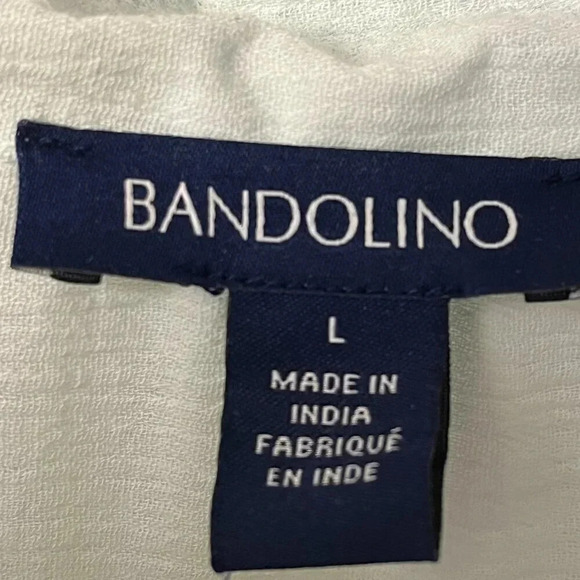 BANDOLINO
L
MADE IN
INDIA
FABRIQUÉ
EN INDE